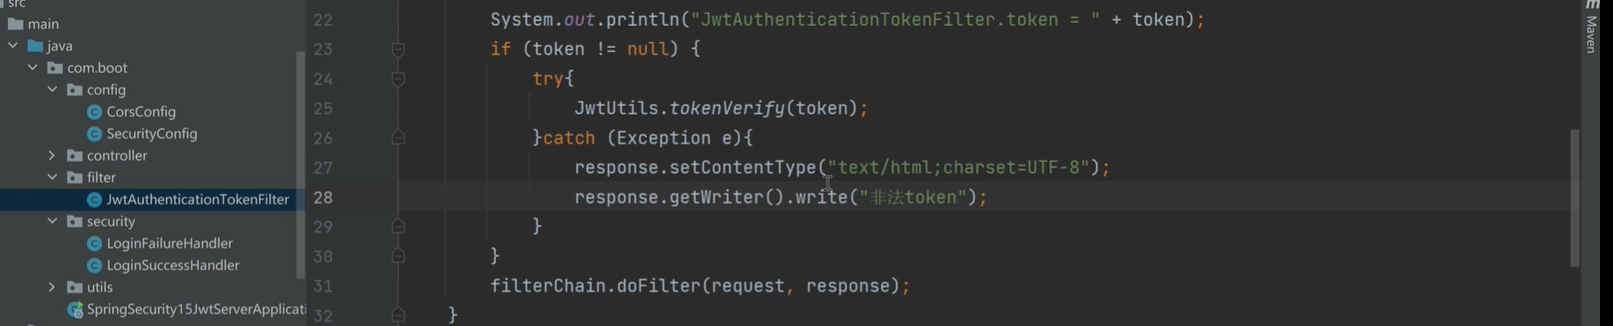 src
main
java
com.boot
config
CorsConfig
SecurityConfig
controller
filter
JwtAuthenticationTokenFilter
security
LoginFailureHandler
LoginSuccessHandler
utils
SpringSecurity15JwtServerApplicati
22 System.out.println("JwtAuthenticationTokenFilter.token = " + token);
23 if (token != null) {
24 try{
25 JwtUtils.tokenVerify(token);
26 }catch (Exception e){
27 response.setContentType("text/html;charset=UTF-8");
28 response.getWriter().write("非法token");
29 }
30 }
31 filterChain.doFilter(request, response);
32 }
m
Maven